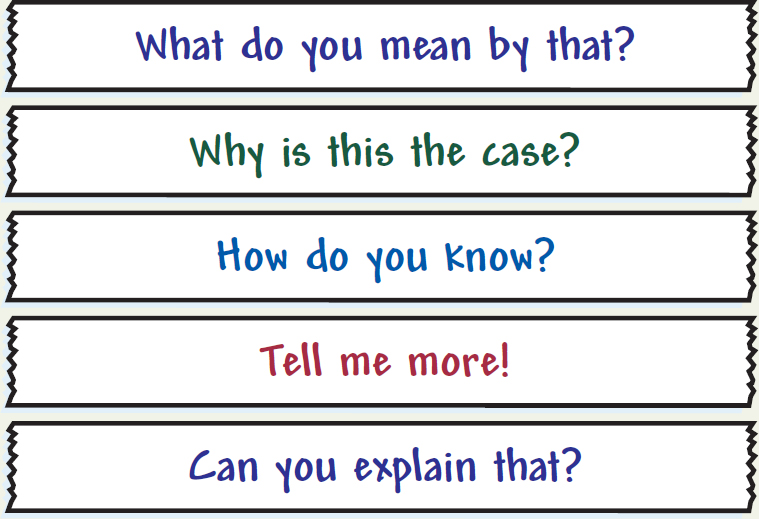 What do you mean by that?
Why is this the case?
How do you know?
Tell me more!
Can you explain that?